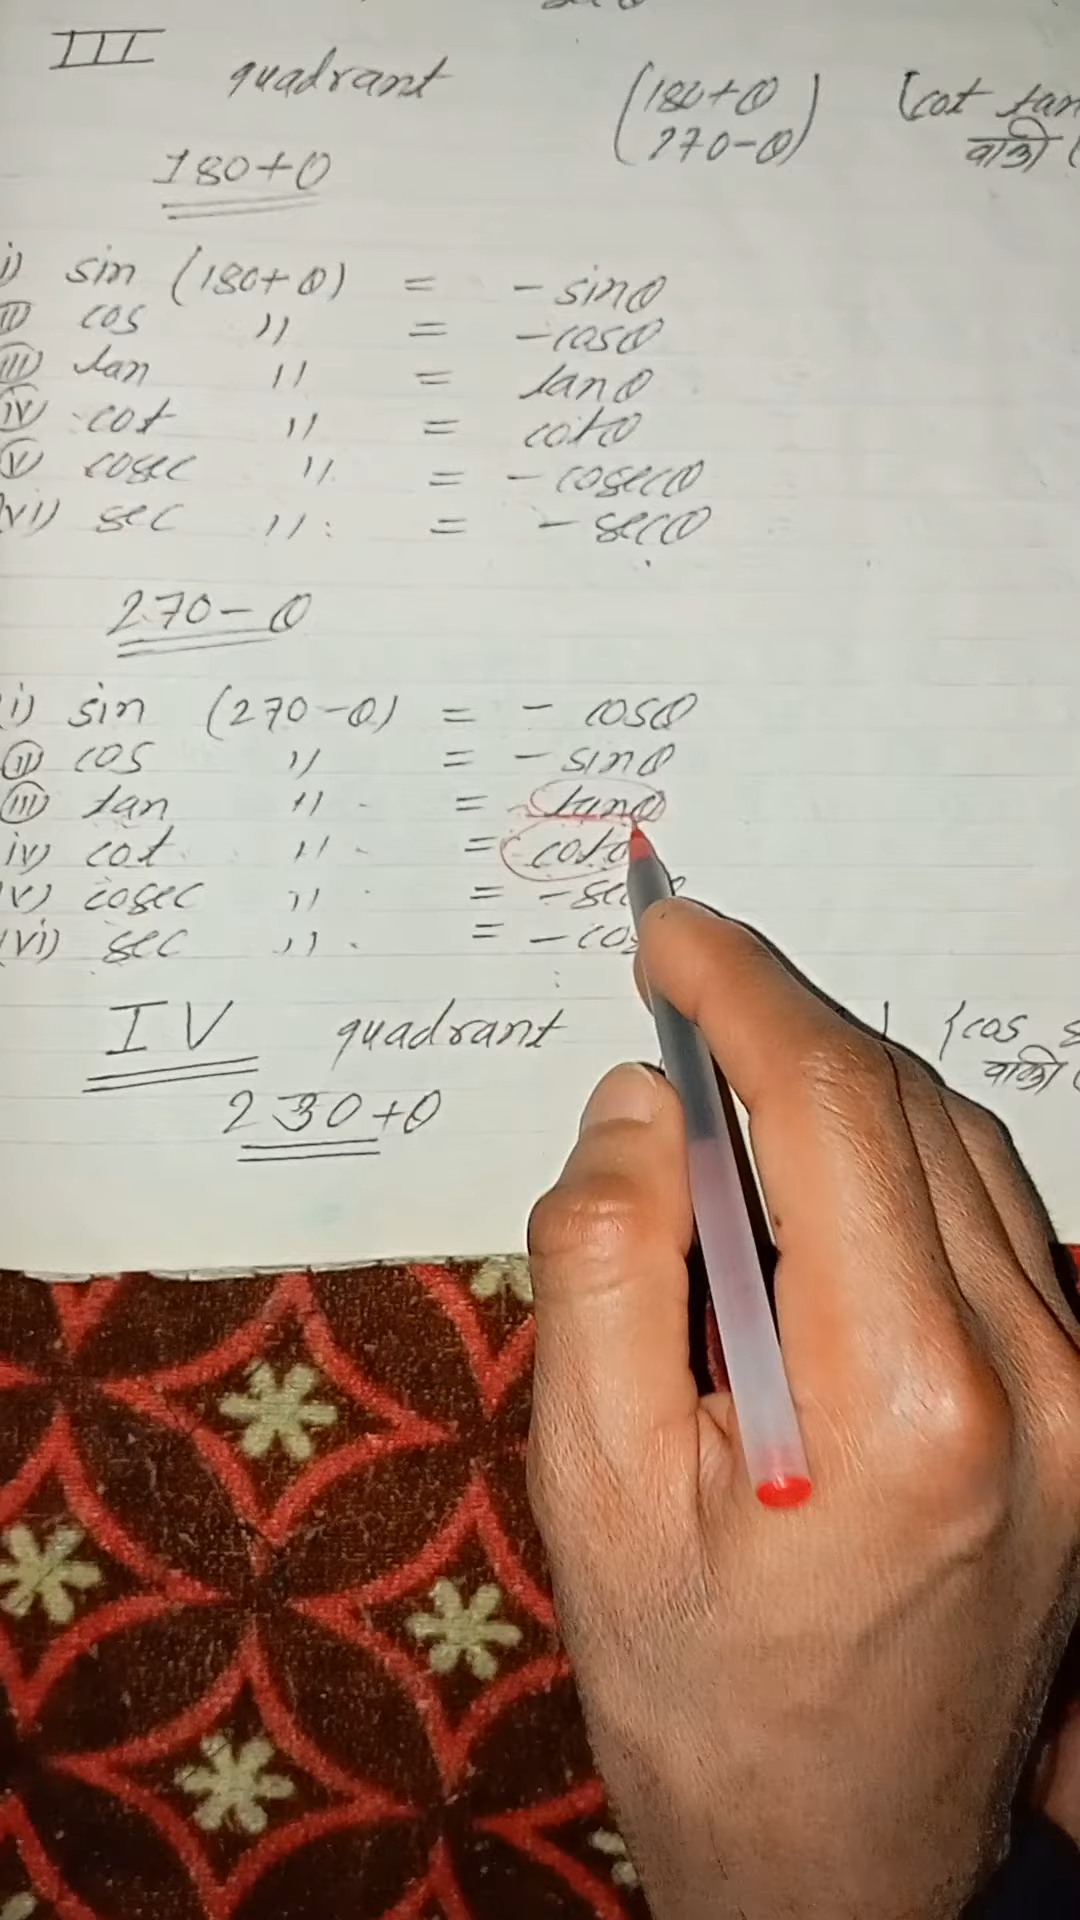 III quadrant (180+θ 270-θ) (cot tan
बाकी (
180+θ
i) sin (180+θ) = - sinθ
ii) cos " = - cosθ
iii) tan " = tanθ
iv) cot " = cotθ
v) cosec " = - cosecθ
vi) sec " = - secθ
270-θ
i) sin (270-θ) = - cosθ
ii) cos " = - sinθ
iii) tan " = tanθ
iv) cot " = cotθ
v) cosec " = - sec
vi) sec " = - cos
IV quadrant ) {cos
बाकी (
230+θ